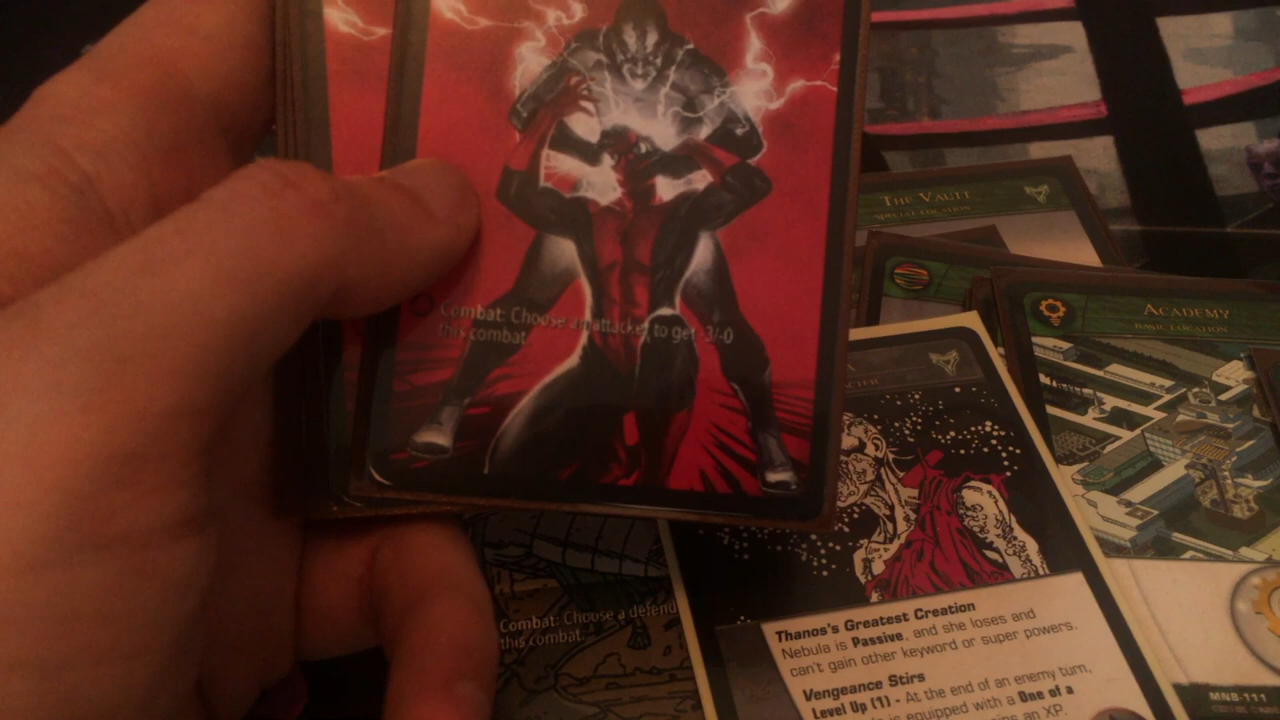 THE VAULT
SPECIAL LOCATION
ACADEMY
BASIC LOCATION
Combat: Choose an attacker to get -3/-0
this combat.
Combat: Choose a defend
this combat.
Thanos's Greatest Creation
Nebula is Passive, and she loses and
can't gain other keyword or super powers.
Vengeance Stirs
Level Up (1) - At the end of an enemy turn,
is equipped with a One of a
an XP.
MNB-111